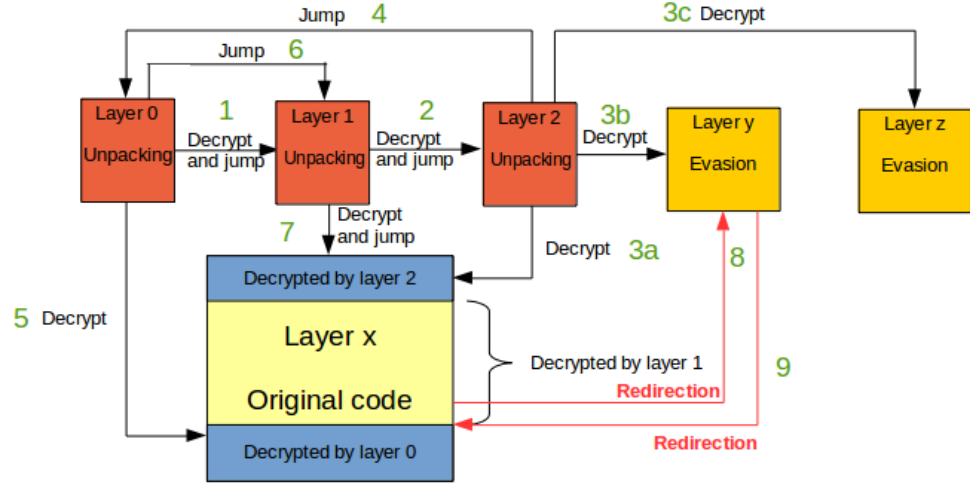 Jump 4
3c Decrypt
Jump 6
Layer 0
Unpacking
1
Decrypt
and jump
Layer 1
Unpacking
2
Decrypt
and jump
Layer 2
Unpacking
3b
Decrypt
Layer y
Evasion
Layer z
Evasion
7
Decrypt
and jump
Decrypt 3a
8
5 Decrypt
Decrypted by layer 2
Layer x
Original code
Decrypted by layer 1
9
Redirection
Redirection
Decrypted by layer 0